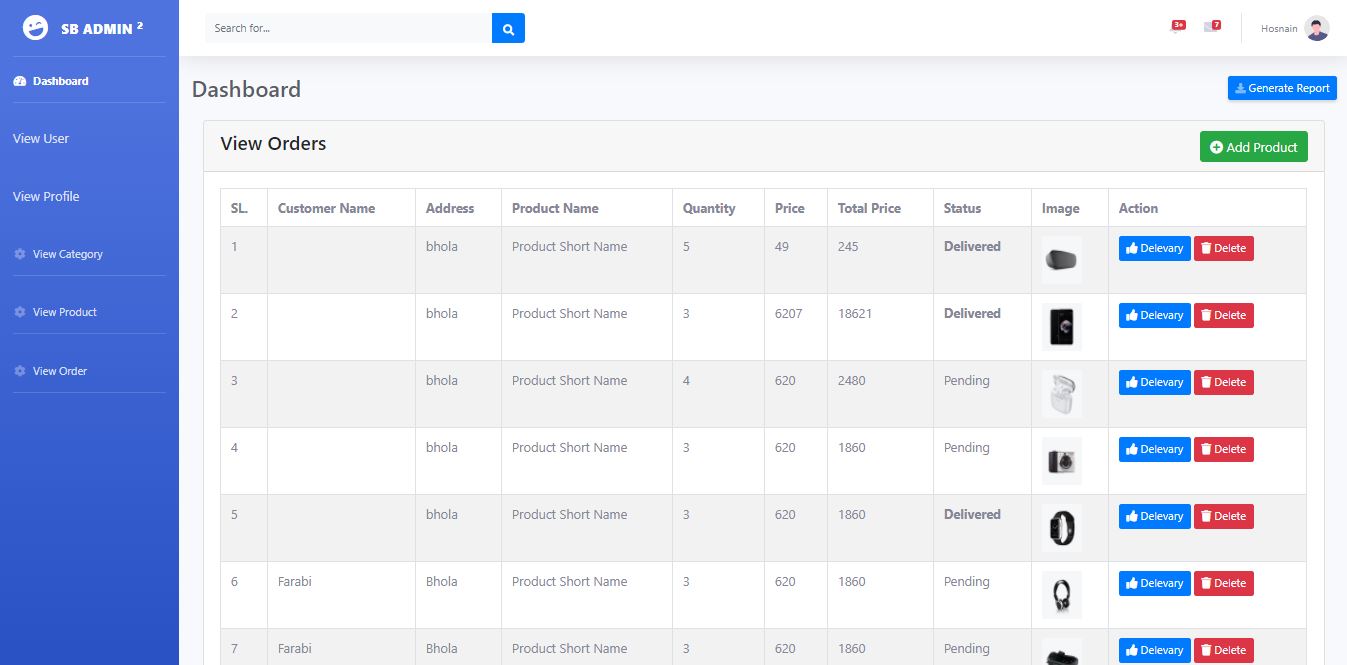 SB ADMIN 2
Search for...
3+
7
Hosnain
Dashboard
View User
View Profile
View Category
View Product
View Order
Dashboard
Generate Report
View Orders
Add Product
SL. Customer Name Address Product Name Quantity Price Total Price Status Image Action
1 bhola Product Short Name 5 49 245 Delivered Delevary Delete
2 bhola Product Short Name 3 6207 18621 Delivered Delevary Delete
3 bhola Product Short Name 4 620 2480 Pending Delevary Delete
4 bhola Product Short Name 3 620 1860 Pending Delevary Delete
5 bhola Product Short Name 3 620 1860 Delivered Delevary Delete
6 Farabi Bhola Product Short Name 3 620 1860 Pending Delevary Delete
7 Farabi Bhola Product Short Name 3 620 1860 Pending Delevary Delete